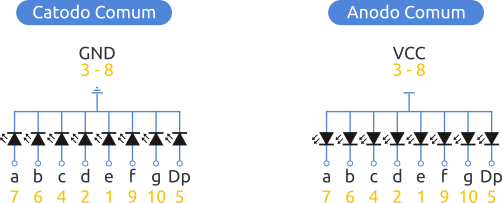 Catodo Comum
GND
3 - 8
a b c d e f g Dp
7 6 4 2 1 9 10 5
Anodo Comum
VCC
3 - 8
a b c d e f g Dp
7 6 4 2 1 9 10 5